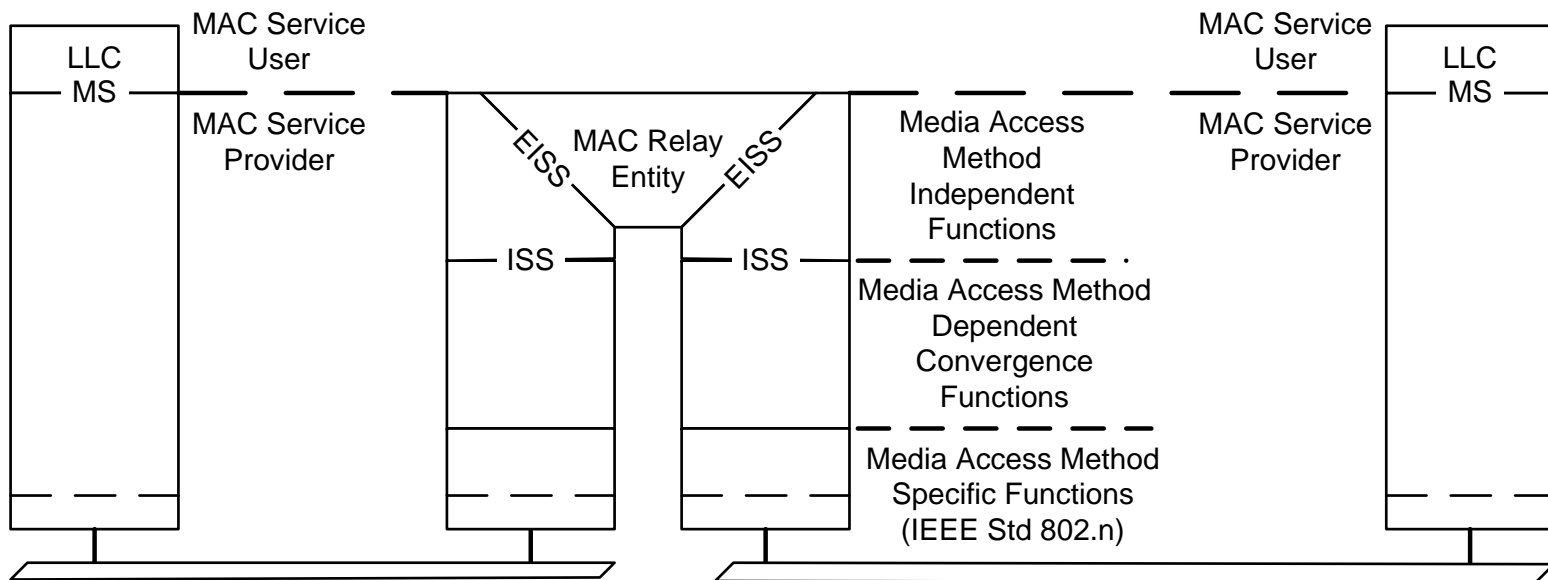 MAC Service
User
LLC
MS
MAC Service
Provider
EISS
MAC Relay
Entity
EISS
ISS
ISS
Media Access
Method
Independent
Functions
Media Access Method
Dependent
Convergence
Functions
Media Access Method
Specific Functions
(IEEE Std 802.n)
MAC Service
User
MAC Service
Provider
LLC
MS